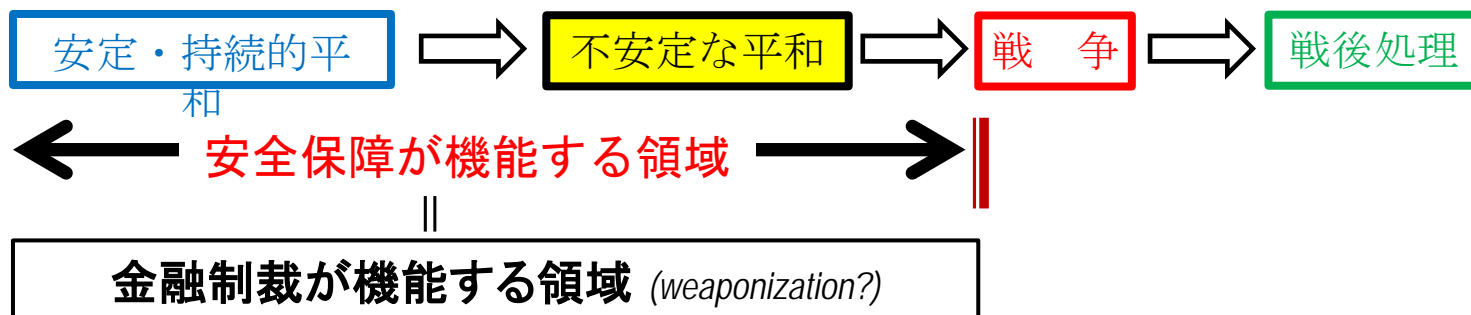 安定・持続的平和
不安定な平和
戦　争
戦後処理
安全保障が機能する領域
||
金融制裁が機能する領域 (weaponization?)